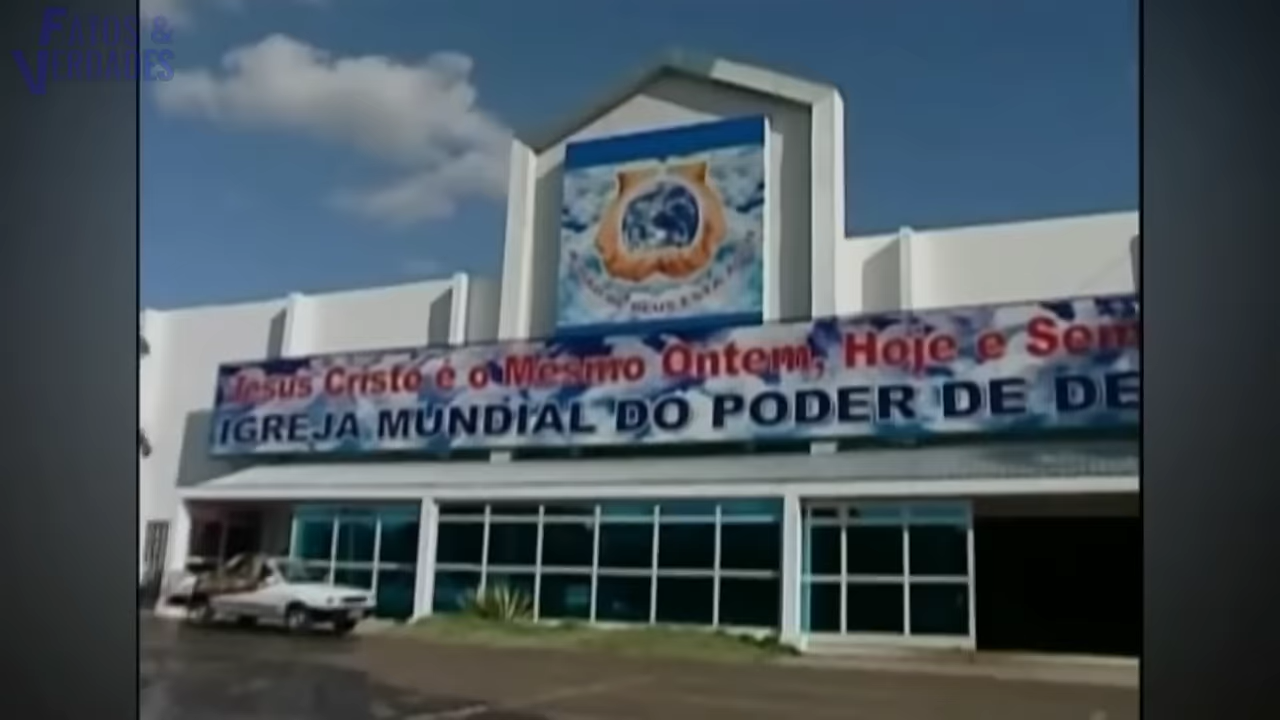 FATOS &
VERDADES
Jesus Cristo é o Mesmo Ontem, Hoje e Sem
IGREJA MUNDIAL DO PODER DE DE